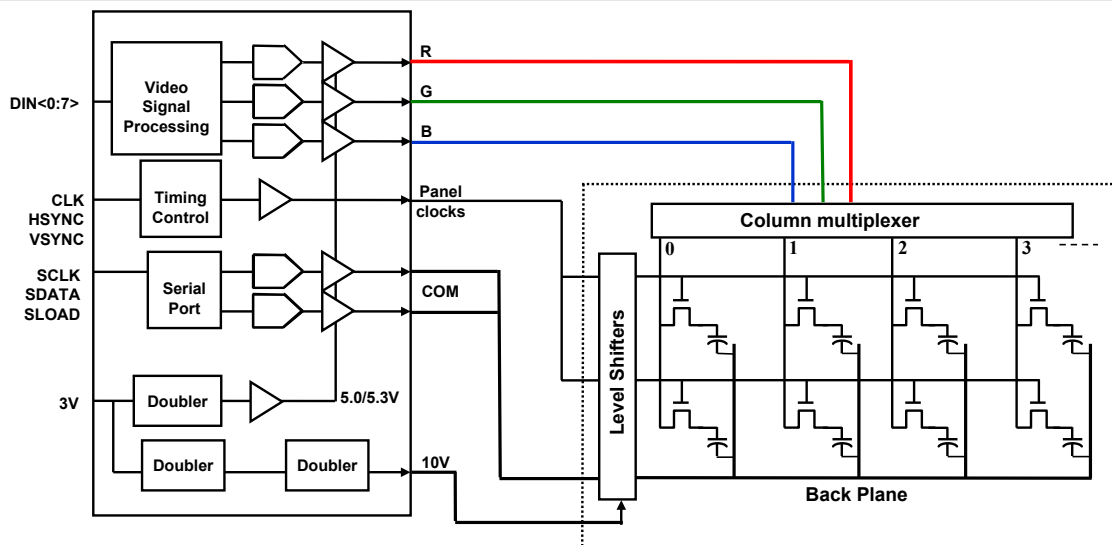 R
G
B
DIN<0:7>
Video
Signal
Processing
CLK
HSYNC
VSYNC
Timing
Control
Panel
clocks
Column multiplexer
0
1
2
3
SCLK
SDATA
SLOAD
Serial
Port
COM
Level Shifters
3V
Doubler
5.0/5.3V
Doubler
Doubler
10V
Back Plane